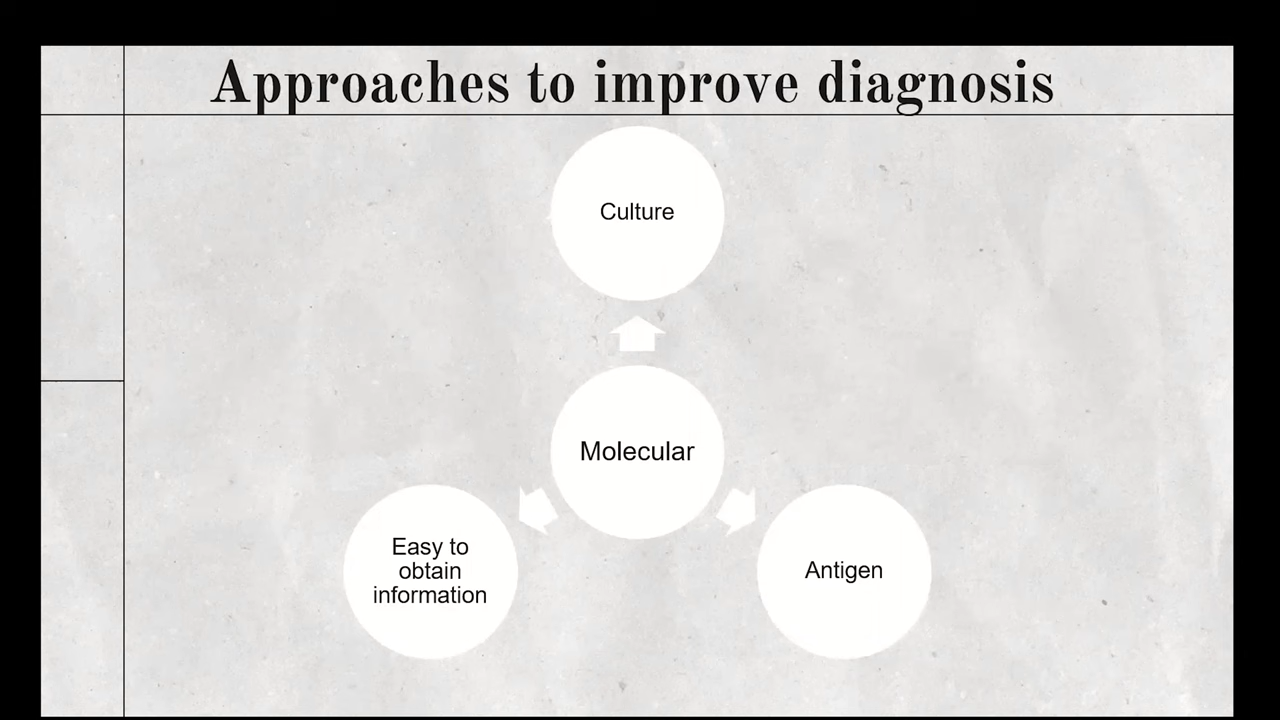 Approaches to improve diagnosis
Culture
Molecular
Easy to
obtain
information
Antigen